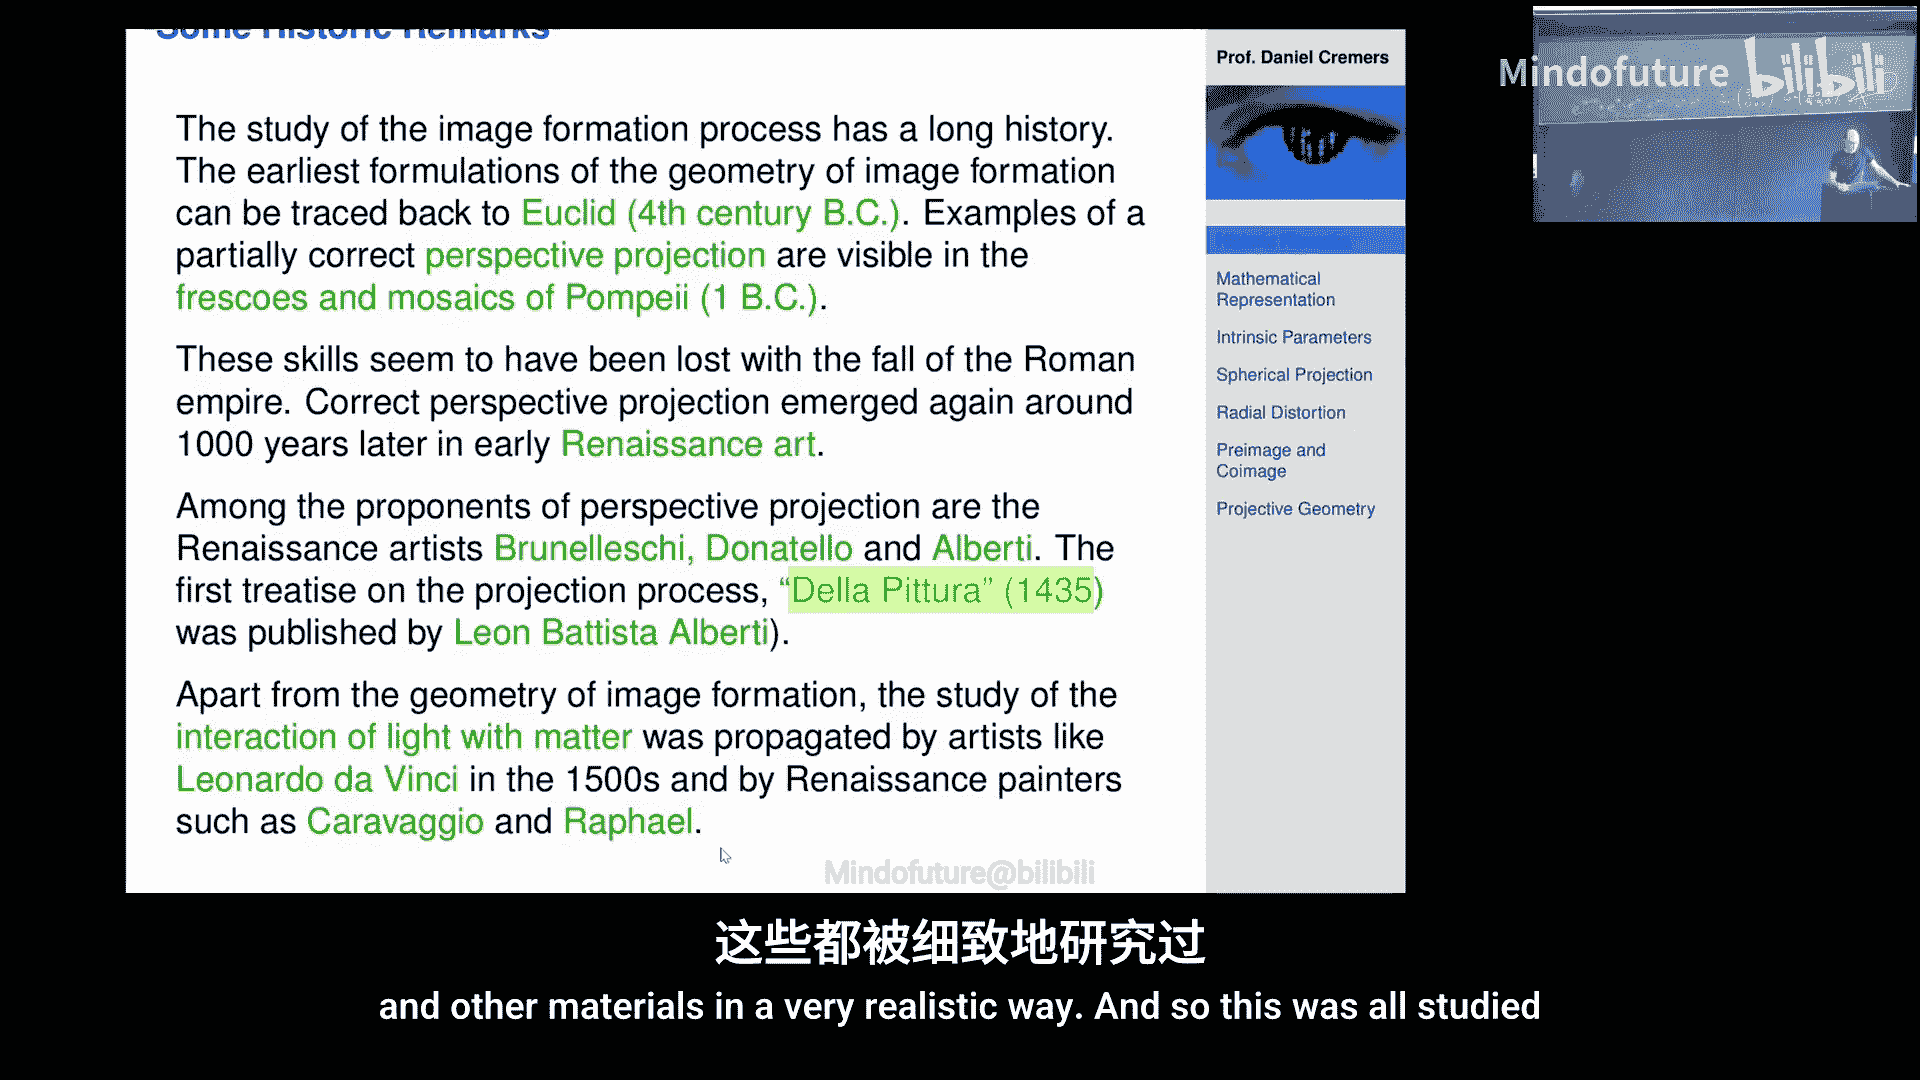 Some Historic Remarks
The study of the image formation process has a long history.
The earliest formulations of the geometry of image formation
can be traced back to Euclid (4th century B.C.). Examples of a
partially correct perspective projection are visible in the
frescoes and mosaics of Pompeii (1 B.C.).
These skills seem to have been lost with the fall of the Roman
empire. Correct perspective projection emerged again around
1000 years later in early Renaissance art.
Among the proponents of perspective projection are the
Renaissance artists Brunelleschi, Donatello and Alberti. The
first treatise on the projection process, “Della Pittura” (1435)
was published by Leon Battista Alberti).
Apart from the geometry of image formation, the study of the
interaction of light with matter was propagated by artists like
Leonardo da Vinci in the 1500s and by Renaissance painters
such as Caravaggio and Raphael.
Mindofuture@bilibili
Prof. Daniel Cremers
Mathematical
Representation
Intrinsic Parameters
Spherical Projection
Radial Distortion
Preimage and
Coimage
Projective Geometry
Mindofuture bilibili
这些都被细致地研究过
and other materials in a very realistic way. And so this was all studied